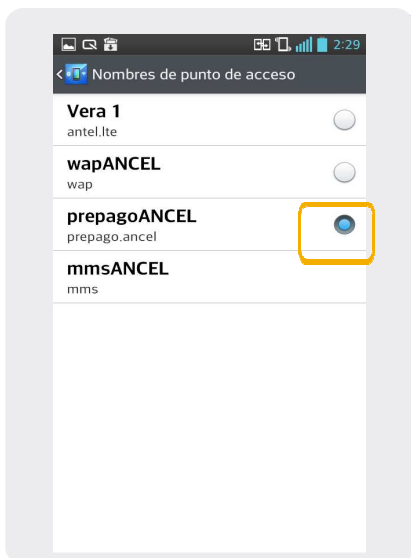 2:29
Nombres de punto de acceso
Vera 1
antel.lte
wapANCEL
wap
prepagoANCEL
prepago.ancel
mmsANCEL
mms